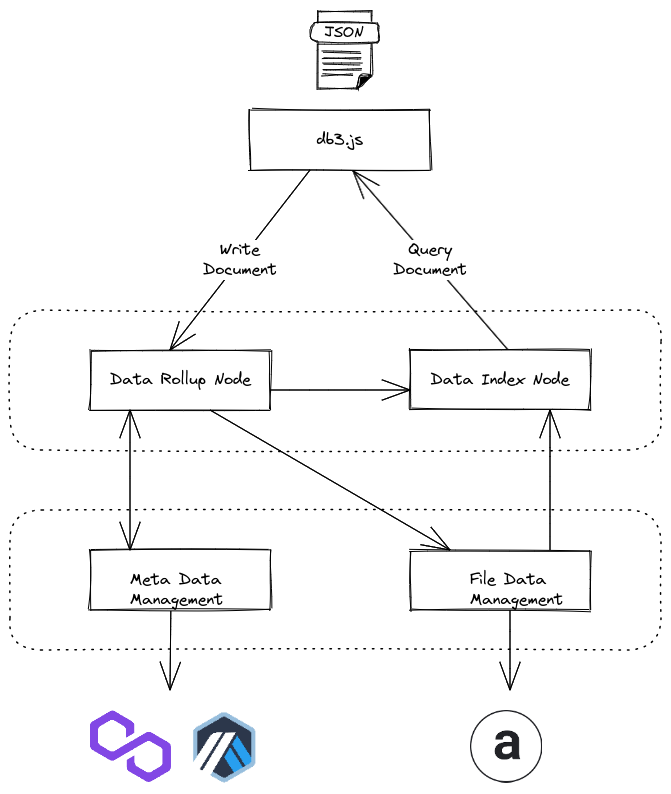 JSON
db3.js
Write
Document
Query
Document
Data Rollup Node
Data Index Node
Meta Data
Management
File Data
Management
a